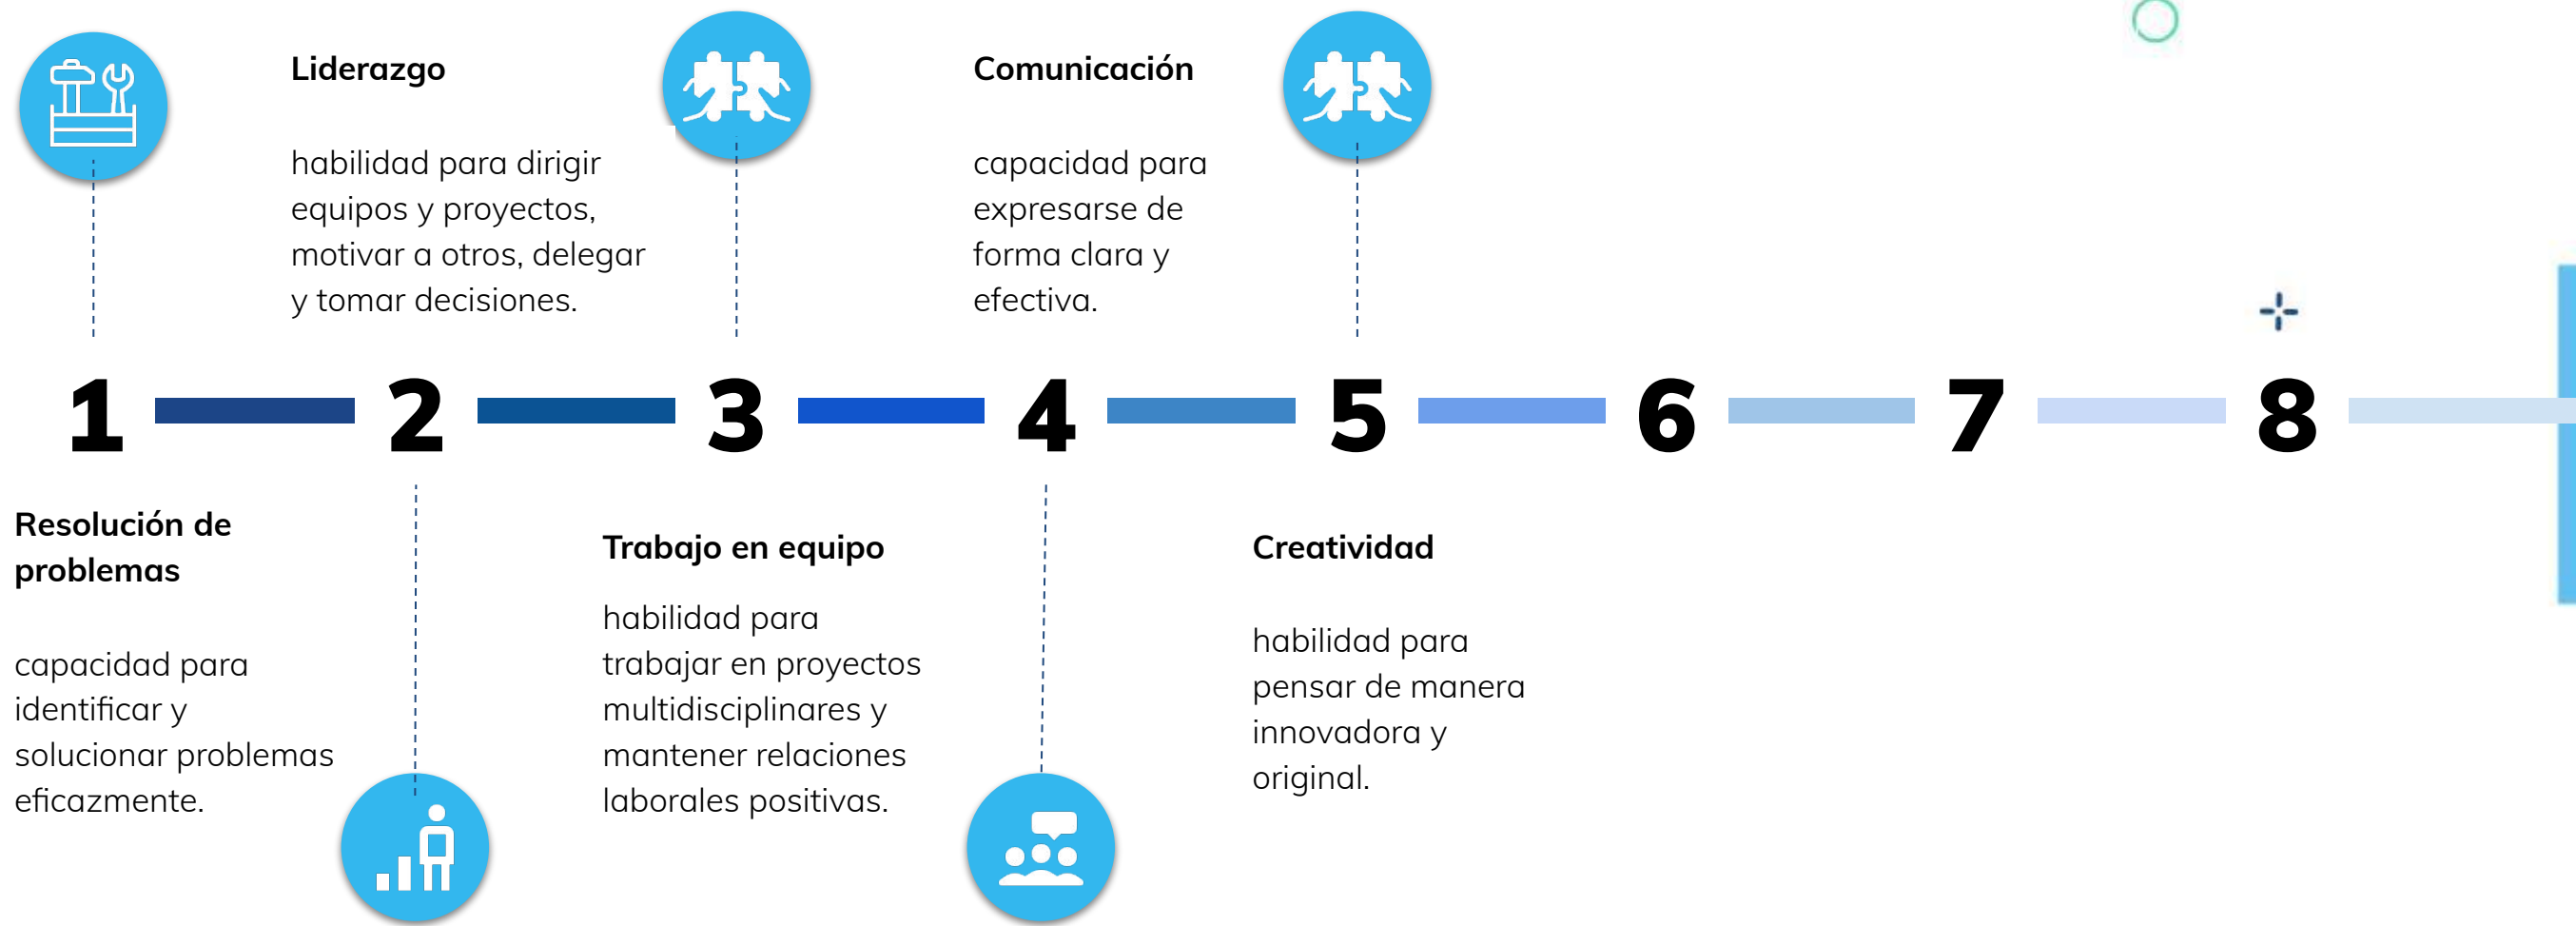 Liderazgo
habilidad para dirigir
equipos y proyectos,
motivar a otros, delegar
y tomar decisiones.
Comunicación
capacidad para
expresarse de
forma clara y
efectiva.
1
2
3
4
5
6
7
8
Resolución de
problemas
capacidad para
identificar y
solucionar problemas
eficazmente.
Trabajo en equipo
habilidad para
trabajar en proyectos
multidisciplinares y
mantener relaciones
laborales positivas.
Creatividad
habilidad para
pensar de manera
innovadora y
original.